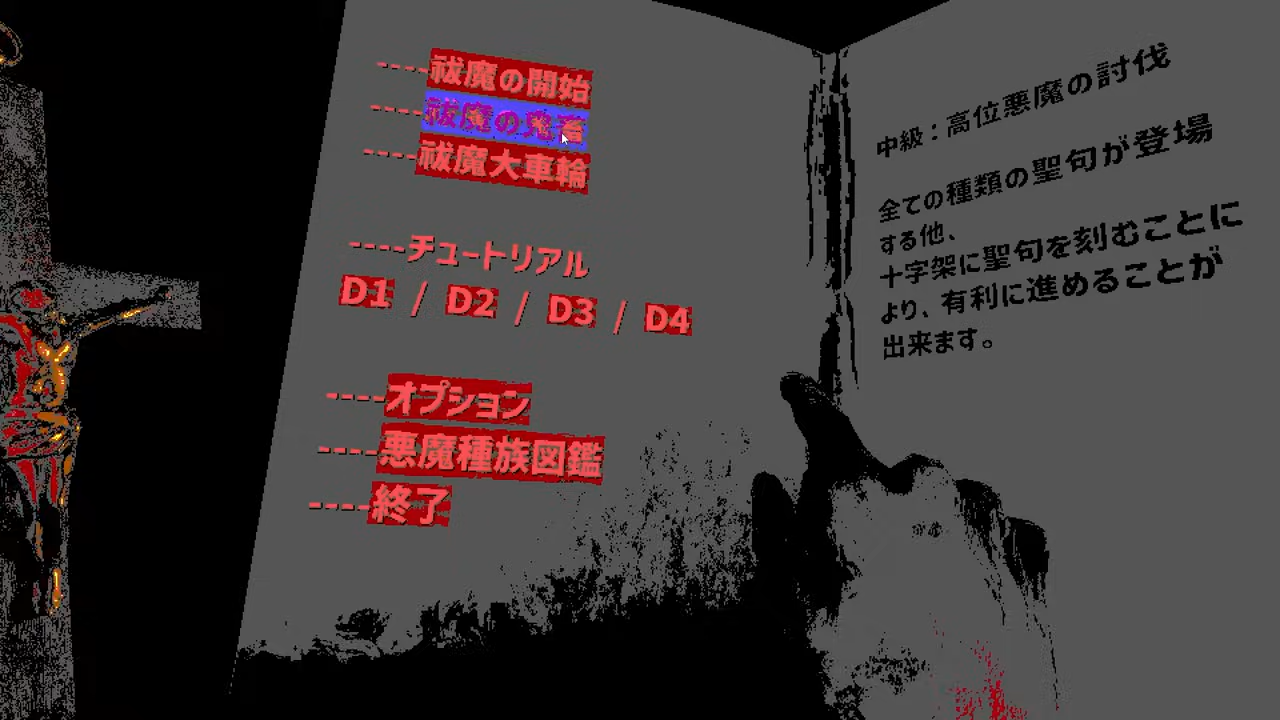 ----祓魔の開始
----祓魔の
----祓魔大車輪
----チュートリアル
D1 / D2 / D3 / D4
----オプション
----悪魔種族図鑑
----終了
中級：高位悪魔の討伐
全ての種類の聖句が登場
する他、
十字架に聖句を刻むことに
より、有利に進めることが
出来ます。